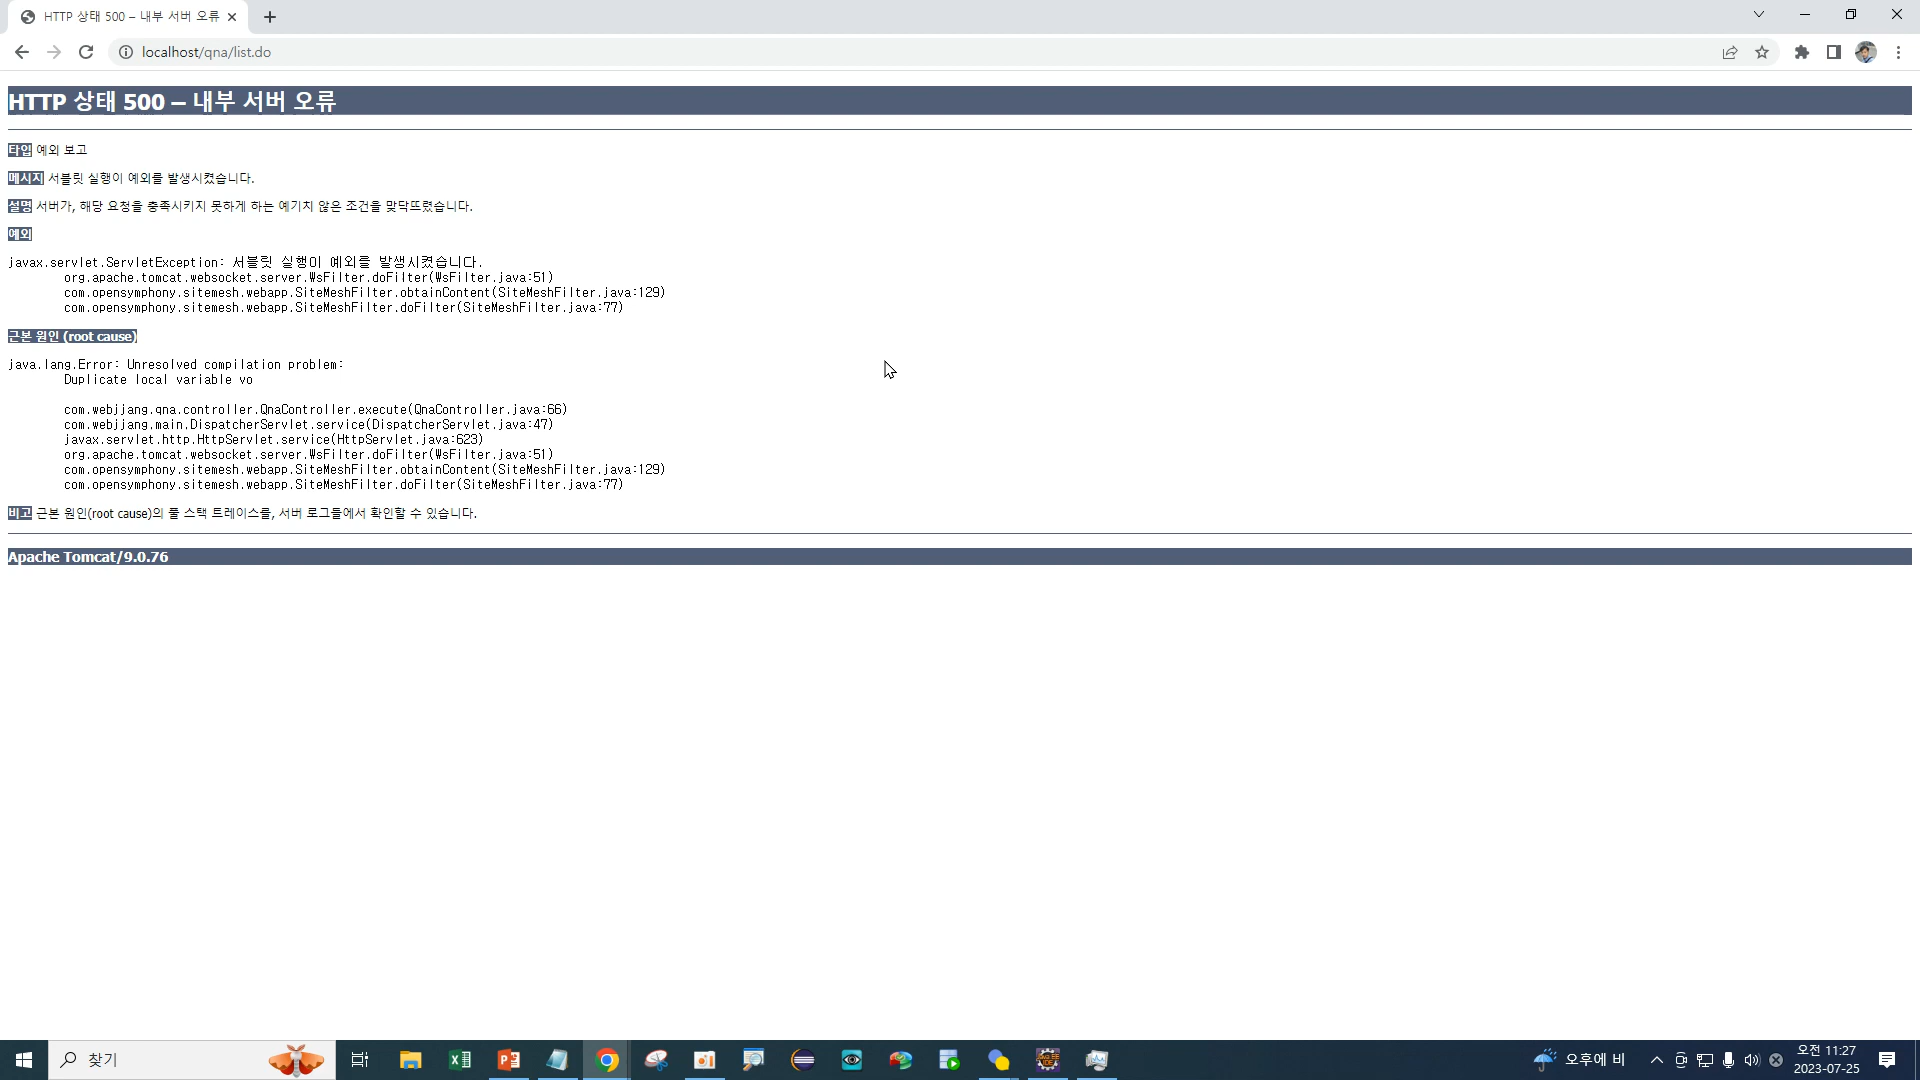 HTTP 상태 500 – 내부 서버 오류
localhost/qna/list.do
HTTP 상태 500 – 내부 서버 오류
타입 예외 보고
메시지 서블릿 실행이 예외를 발생시켰습니다.
설명 서버가, 해당 요청을 충족시키지 못하게 하는 예기치 않은 조건을 맞닥뜨렸습니다.
예외
javax.servlet.ServletException: 서블릿 실행이 예외를 발생시켰습니다.
org.apache.tomcat.websocket.server.WsFilter.doFilter(WsFilter.java:51)
com.opensymphony.sitemesh.webapp.SiteMeshFilter.obtainContent(SiteMeshFilter.java:129)
com.opensymphony.sitemesh.webapp.SiteMeshFilter.doFilter(SiteMeshFilter.java:77)
근본 원인 (root cause)
java.lang.Error: Unresolved compilation problem:
Duplicate local variable vo
com.webjjang.qna.controller.QnaController.execute(QnaController.java:66)
com.webjjang.main.DispatcherServlet.service(DispatcherServlet.java:47)
javax.servlet.http.HttpServlet.service(HttpServlet.java:623)
org.apache.tomcat.websocket.server.WsFilter.doFilter(WsFilter.java:51)
com.opensymphony.sitemesh.webapp.SiteMeshFilter.obtainContent(SiteMeshFilter.java:129)
com.opensymphony.sitemesh.webapp.SiteMeshFilter.doFilter(SiteMeshFilter.java:77)
비고 근본 원인(root cause)의 풀 스택 트레이스를, 서버 로그들에서 확인할 수 있습니다.
Apache Tomcat/9.0.76
찾기
오후에 비
오전 11:27
2023-07-25